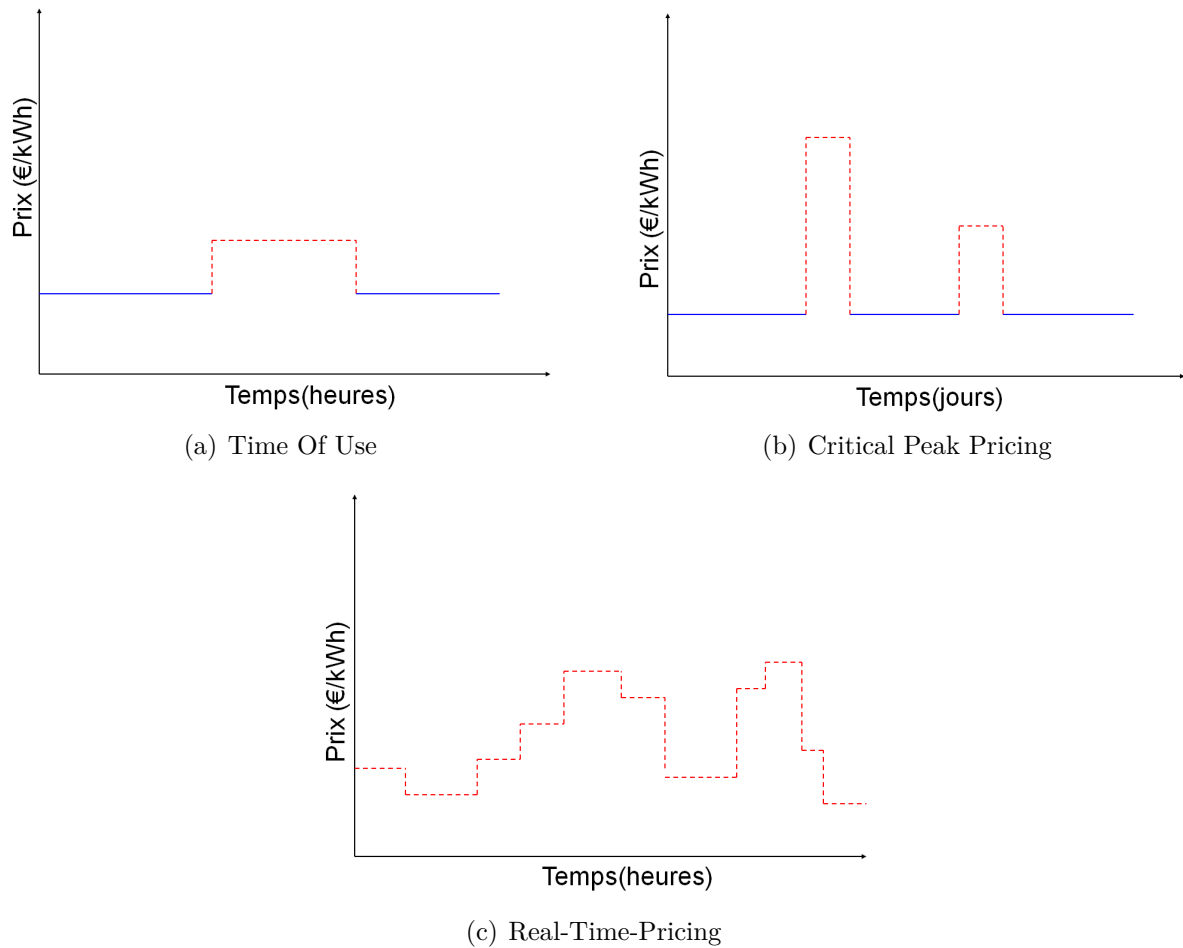 Prix (€/kWh)
Temps(heures)
(a) Time Of Use
Prix (€/kWh)
Temps(jours)
(b) Critical Peak Pricing
Prix (€/kWh)
Temps(heures)
(c) Real-Time-Pricing